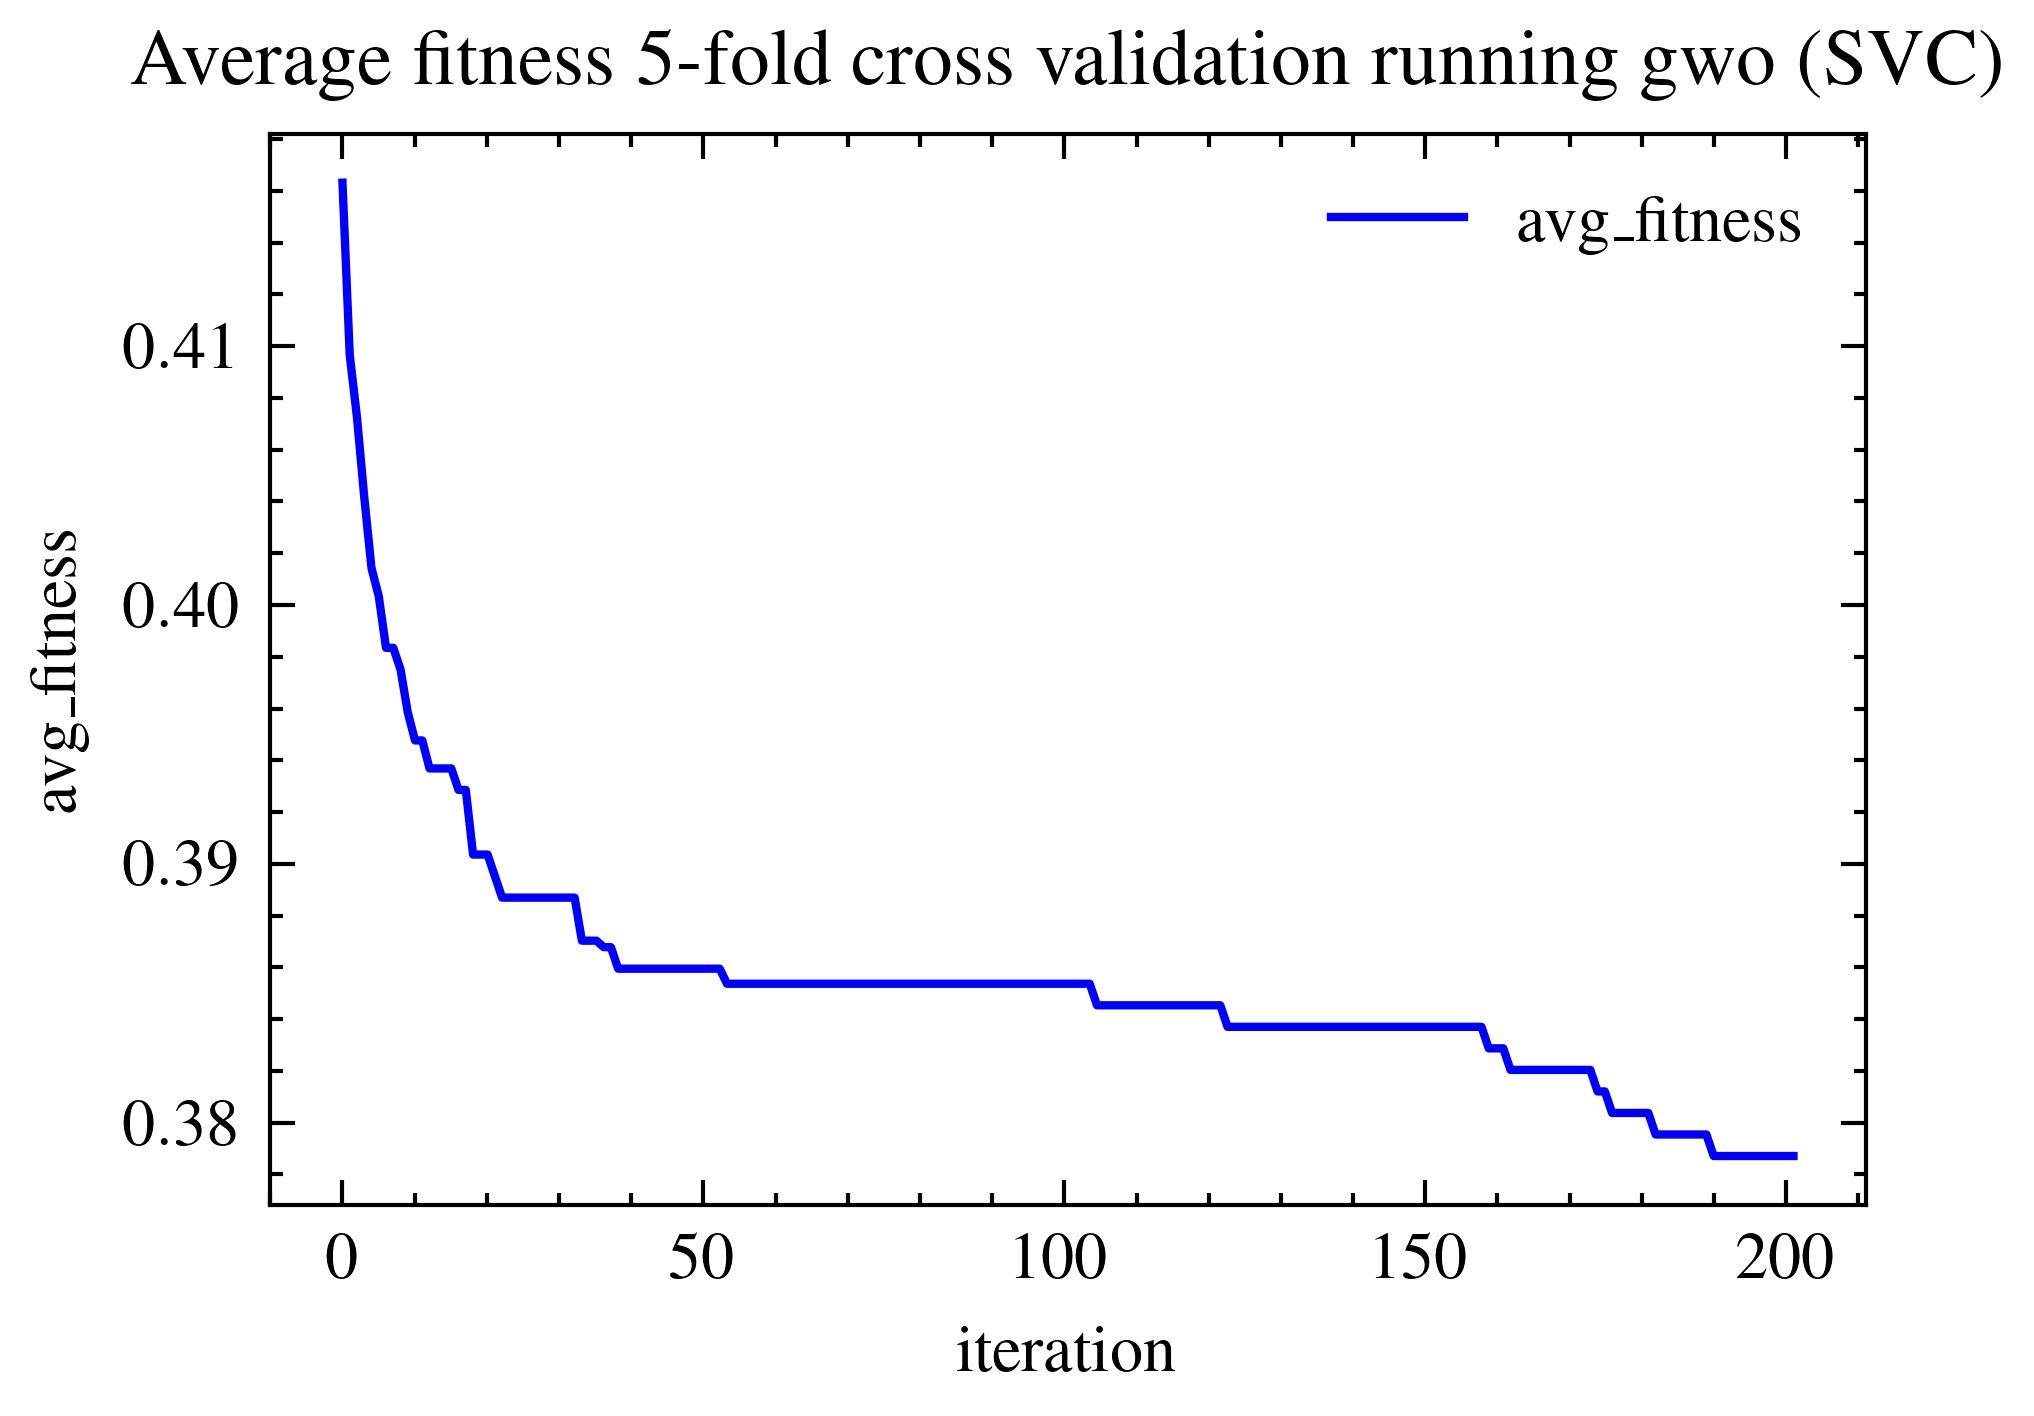 Average fitness 5-fold cross validation running gwo (SVC)
avg_fitness
0.41
0.40
0.39
0.38
avg_fitness
0
50
100
150
200
iteration